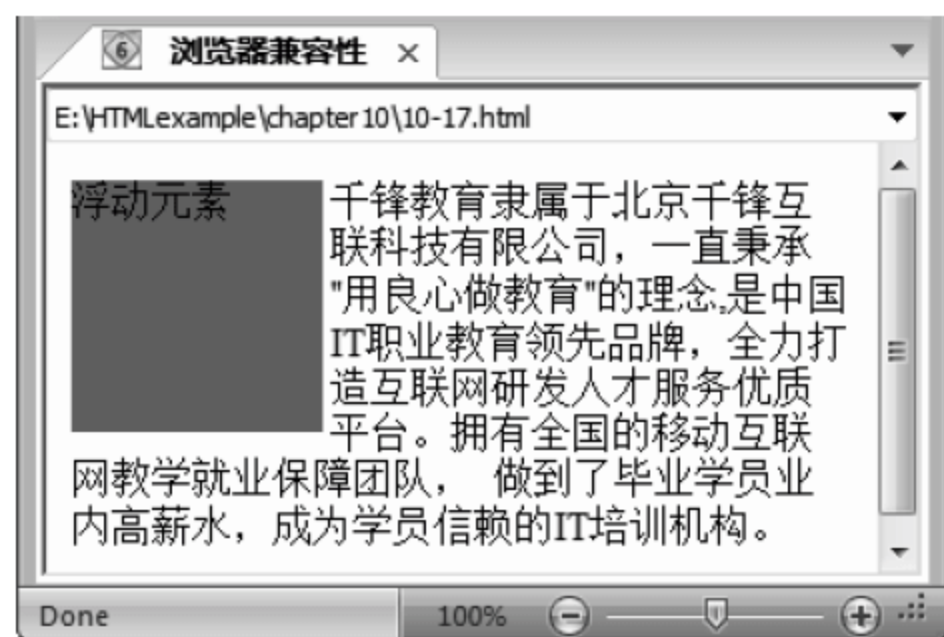 浏览器兼容性
E:\HTMLexample\chapter10\10-17.html
浮动元素
千锋教育隶属于北京千锋互
联科技有限公司，一直秉承
"用良心做教育"的理念,是中国
IT职业教育领先品牌，全力打
造互联网研发人才服务优质
平台。拥有全国的移动互联
网教学就业保障团队， 做到了毕业学员业
内高薪水，成为学员信赖的IT培训机构。
Done
100%